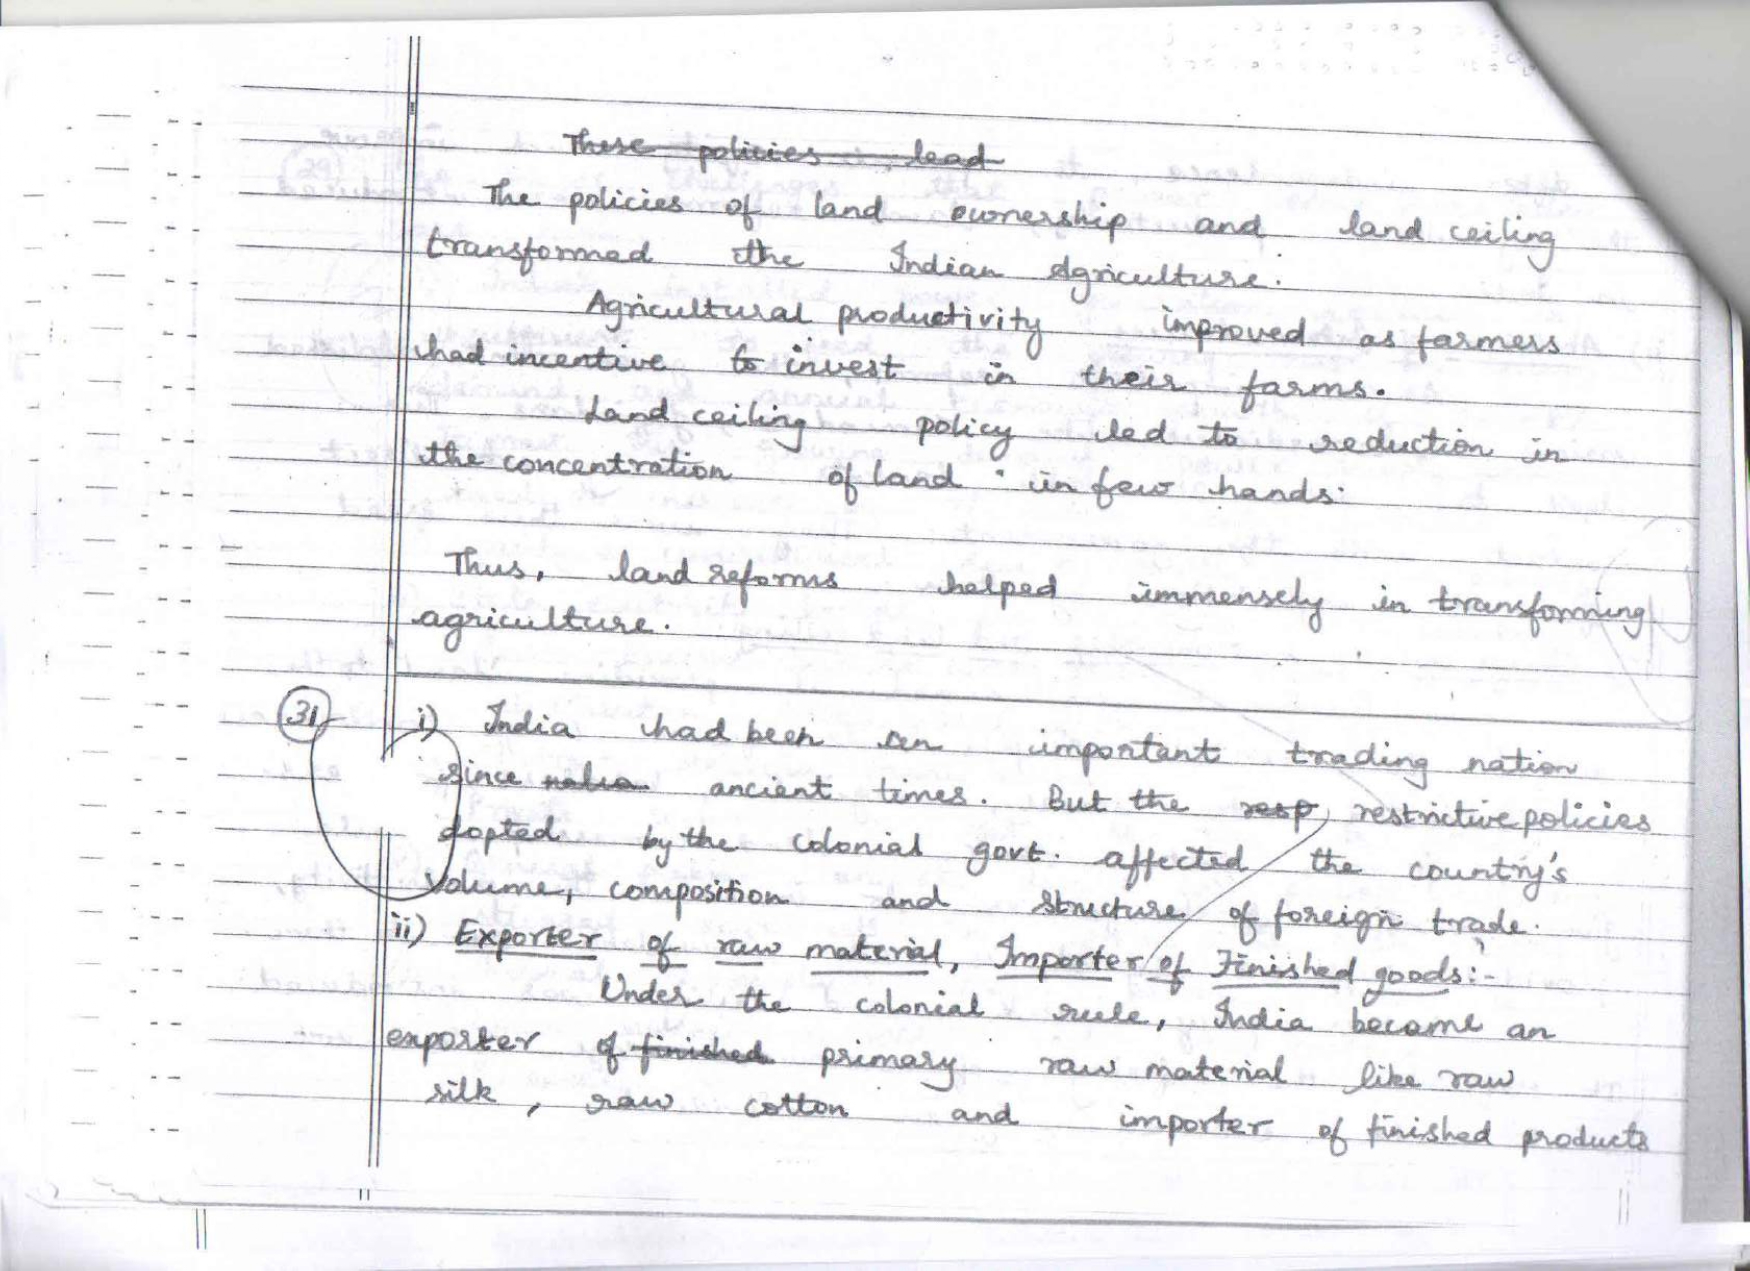 These policies lead
The policies of land ownership and land ceiling
transformed the Indian Agriculture.
Agricultural productivity improved as farmers
had incentive to invest in their farms.
Land ceiling policy led to reduction in
the concentration of land in few hands.
Thus, land reforms helped immensely in transforming
agriculture.
31 i) India had been an important trading nation
since ancient times. But the resp restrictive policies
dopted by the colonial govt. affected the country's
volume, composition and structure of foreign trade.
ii) Exporter of raw material, Importer of Finished goods:-
Under the colonial rule, India became an
exporter of finished primary raw material like raw
silk, raw cotton and importer of finished products